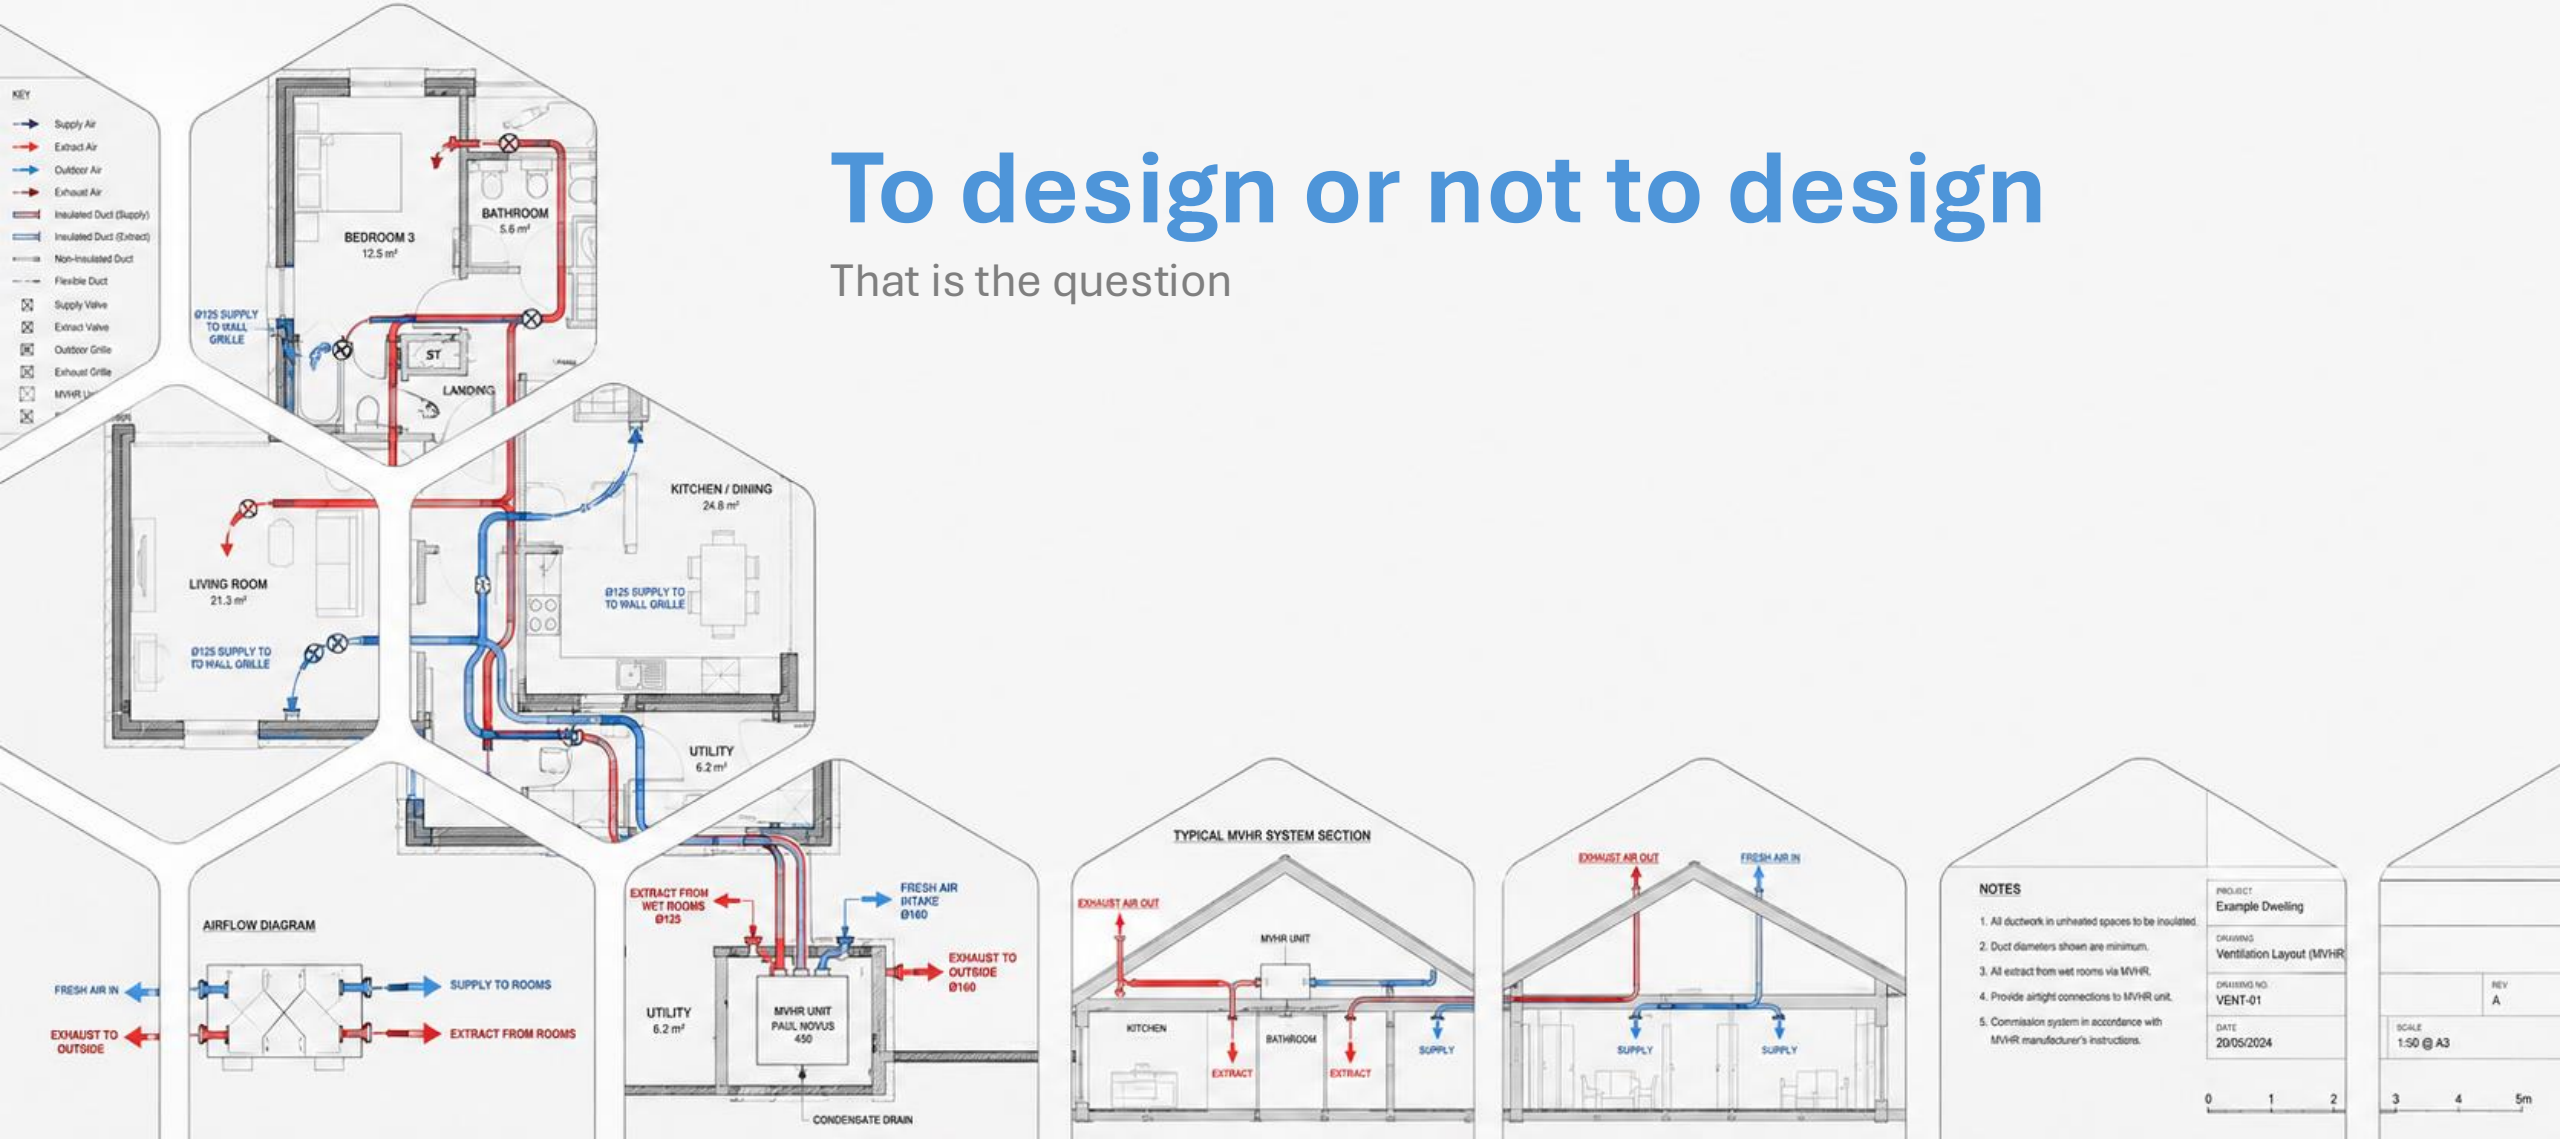 To design or not to design
That is the question
KEY
Supply Air
Extract Air
Outdoor Air
Exhaust Air
Insulated Duct (Supply)
Insulated Duct (Extract)
Non-Insulated Duct
Flexible Duct
Supply Valve
Extract Valve
Outdoor Grille
Exhaust Grille
MVHR
BEDROOM 3
12.5 m²
BATHROOM
5.6 m²
Ø125 SUPPLY
TO WALL
GRILLE
ST
LANDING
LIVING ROOM
21.3 m²
Ø125 SUPPLY TO
TO WALL GRILLE
KITCHEN / DINING
24.8 m²
Ø125 SUPPLY TO
TO WALL GRILLE
UTILITY
6.2 m²
AIRFLOW DIAGRAM
FRESH AIR IN
SUPPLY TO ROOMS
EXHAUST TO
OUTSIDE
EXTRACT FROM ROOMS
EXTRACT FROM
WET ROOMS
Ø125
FRESH AIR
INTAKE
Ø160
EXHAUST TO
OUTSIDE
Ø160
UTILITY
6.2 m²
MVHR UNIT
PAUL NOVUS
450
CONDENSATE DRAIN
TYPICAL MVHR SYSTEM SECTION
EXHAUST AIR OUT
MVHR UNIT
KITCHEN
BATHROOM
EXTRACT
EXTRACT
SUPPLY
EXHAUST AIR OUT
FRESH AIR IN
SUPPLY
SUPPLY
NOTES
1. All ductwork in unheated spaces to be insulated.
2. Duct diameters shown are minimum.
3. All extract from wet rooms via MVHR.
4. Provide airtight connections to MVHR unit.
5. Commission system in accordance with
MVHR manufacturer's instructions.
PROJECT
Example Dwelling
DRAWING
Ventilation Layout (MVHR
DRAWING NO.
VENT-01
DATE
20/05/2024
REV
A
SCALE
1:50 @ A3
0 1 2 3 4 5m